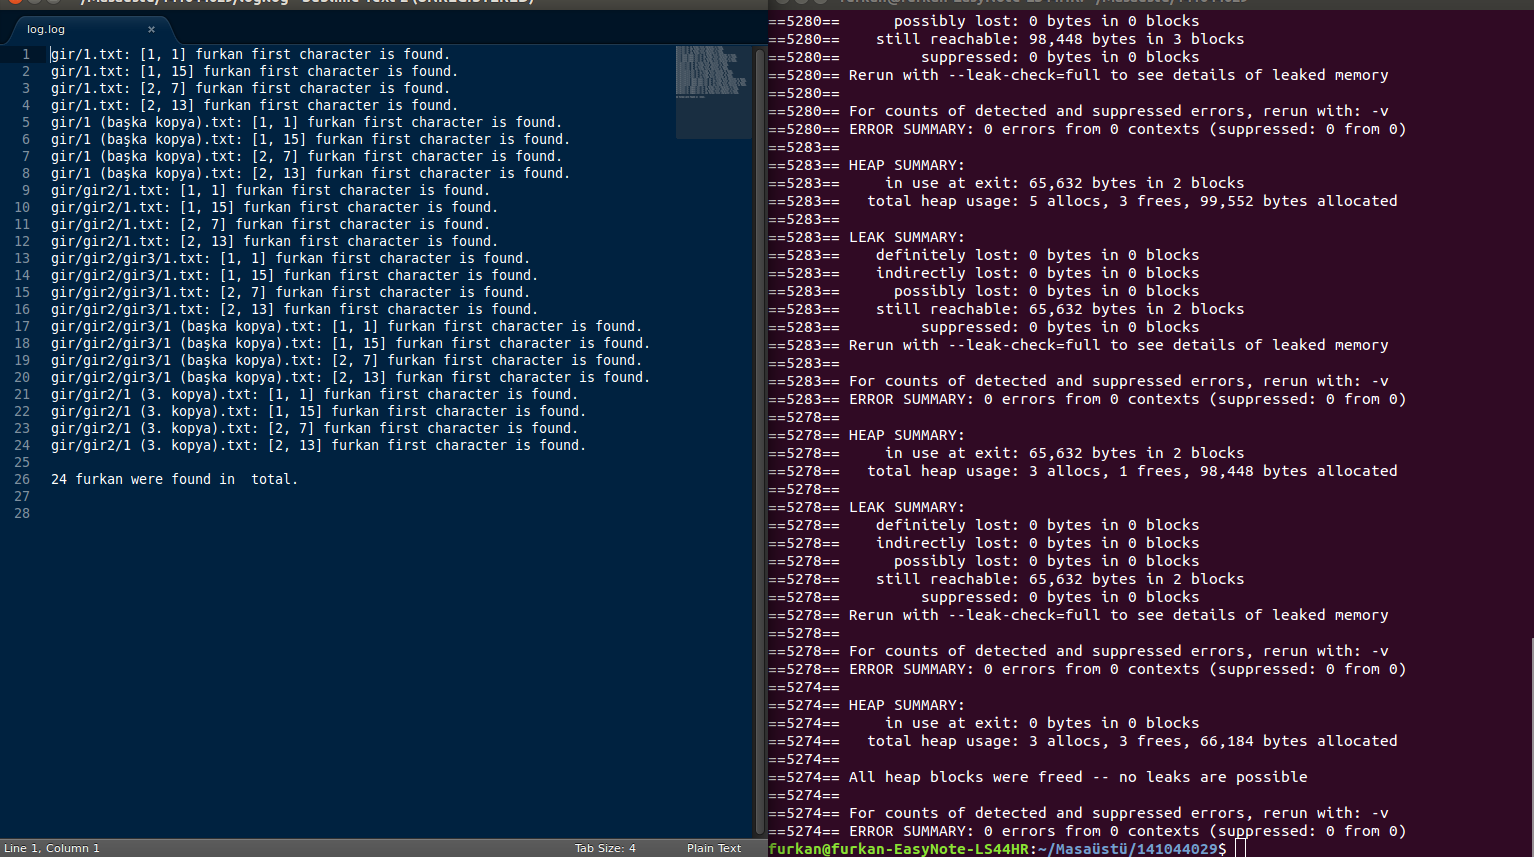 log.log
1 gir/1.txt: [1, 1] furkan first character is found.
2 gir/1.txt: [1, 15] furkan first character is found.
3 gir/1.txt: [2, 7] furkan first character is found.
4 gir/1.txt: [2, 13] furkan first character is found.
5 gir/1 (başka kopya).txt: [1, 1] furkan first character is found.
6 gir/1 (başka kopya).txt: [1, 15] furkan first character is found.
7 gir/1 (başka kopya).txt: [2, 7] furkan first character is found.
8 gir/1 (başka kopya).txt: [2, 13] furkan first character is found.
9 gir/gir2/1.txt: [1, 1] furkan first character is found.
10 gir/gir2/1.txt: [1, 15] furkan first character is found.
11 gir/gir2/1.txt: [2, 7] furkan first character is found.
12 gir/gir2/1.txt: [2, 13] furkan first character is found.
13 gir/gir2/gir3/1.txt: [1, 1] furkan first character is found.
14 gir/gir2/gir3/1.txt: [1, 15] furkan first character is found.
15 gir/gir2/gir3/1.txt: [2, 7] furkan first character is found.
16 gir/gir2/gir3/1.txt: [2, 13] furkan first character is found.
17 gir/gir2/gir3/1 (başka kopya).txt: [1, 1] furkan first character is found.
18 gir/gir2/gir3/1 (başka kopya).txt: [1, 15] furkan first character is found.
19 gir/gir2/gir3/1 (başka kopya).txt: [2, 7] furkan first character is found.
20 gir/gir2/gir3/1 (başka kopya).txt: [2, 13] furkan first character is found.
21 gir/gir2/1 (3. kopya).txt: [1, 1] furkan first character is found.
22 gir/gir2/1 (3. kopya).txt: [1, 15] furkan first character is found.
23 gir/gir2/1 (3. kopya).txt: [2, 7] furkan first character is found.
24 gir/gir2/1 (3. kopya).txt: [2, 13] furkan first character is found.
25
26 24 furkan were found in  total.
27
28
Line 1, Column 1
Tab Size: 4
Plain Text
==5280==      possibly lost: 0 bytes in 0 blocks
==5280==    still reachable: 98,448 bytes in 3 blocks
==5280==         suppressed: 0 bytes in 0 blocks
==5280== Rerun with --leak-check=full to see details of leaked memory
==5280==
==5280== For counts of detected and suppressed errors, rerun with: -v
==5280== ERROR SUMMARY: 0 errors from 0 contexts (suppressed: 0 from 0)
==5283==
==5283== HEAP SUMMARY:
==5283==     in use at exit: 65,632 bytes in 2 blocks
==5283==   total heap usage: 5 allocs, 3 frees, 99,552 bytes allocated
==5283==
==5283== LEAK SUMMARY:
==5283==    definitely lost: 0 bytes in 0 blocks
==5283==    indirectly lost: 0 bytes in 0 blocks
==5283==      possibly lost: 0 bytes in 0 blocks
==5283==    still reachable: 65,632 bytes in 2 blocks
==5283==         suppressed: 0 bytes in 0 blocks
==5283== Rerun with --leak-check=full to see details of leaked memory
==5283==
==5283== For counts of detected and suppressed errors, rerun with: -v
==5283== ERROR SUMMARY: 0 errors from 0 contexts (suppressed: 0 from 0)
==5278==
==5278== HEAP SUMMARY:
==5278==     in use at exit: 65,632 bytes in 2 blocks
==5278==   total heap usage: 3 allocs, 1 frees, 98,448 bytes allocated
==5278==
==5278== LEAK SUMMARY:
==5278==    definitely lost: 0 bytes in 0 blocks
==5278==    indirectly lost: 0 bytes in 0 blocks
==5278==      possibly lost: 0 bytes in 0 blocks
==5278==    still reachable: 65,632 bytes in 2 blocks
==5278==         suppressed: 0 bytes in 0 blocks
==5278== Rerun with --leak-check=full to see details of leaked memory
==5278==
==5278== For counts of detected and suppressed errors, rerun with: -v
==5278== ERROR SUMMARY: 0 errors from 0 contexts (suppressed: 0 from 0)
==5274==
==5274== HEAP SUMMARY:
==5274==     in use at exit: 0 bytes in 0 blocks
==5274==   total heap usage: 3 allocs, 3 frees, 66,184 bytes allocated
==5274==
==5274== All heap blocks were freed -- no leaks are possible
==5274==
==5274== For counts of detected and suppressed errors, rerun with: -v
==5274== ERROR SUMMARY: 0 errors from 0 contexts (suppressed: 0 from 0)
furkan@furkan-EasyNote-LS44HR:~/Masaüstü/141044029$